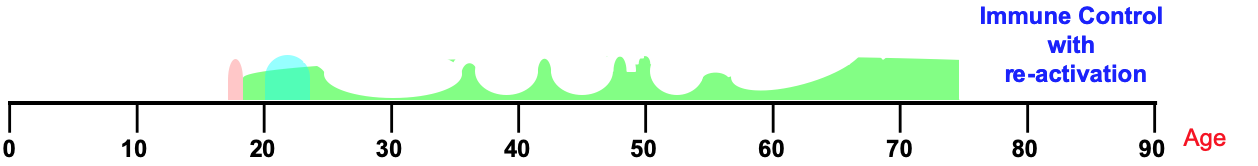 Immune Control
with
re-activation
0 10 20 30 40 50 60 70 80 90 Age